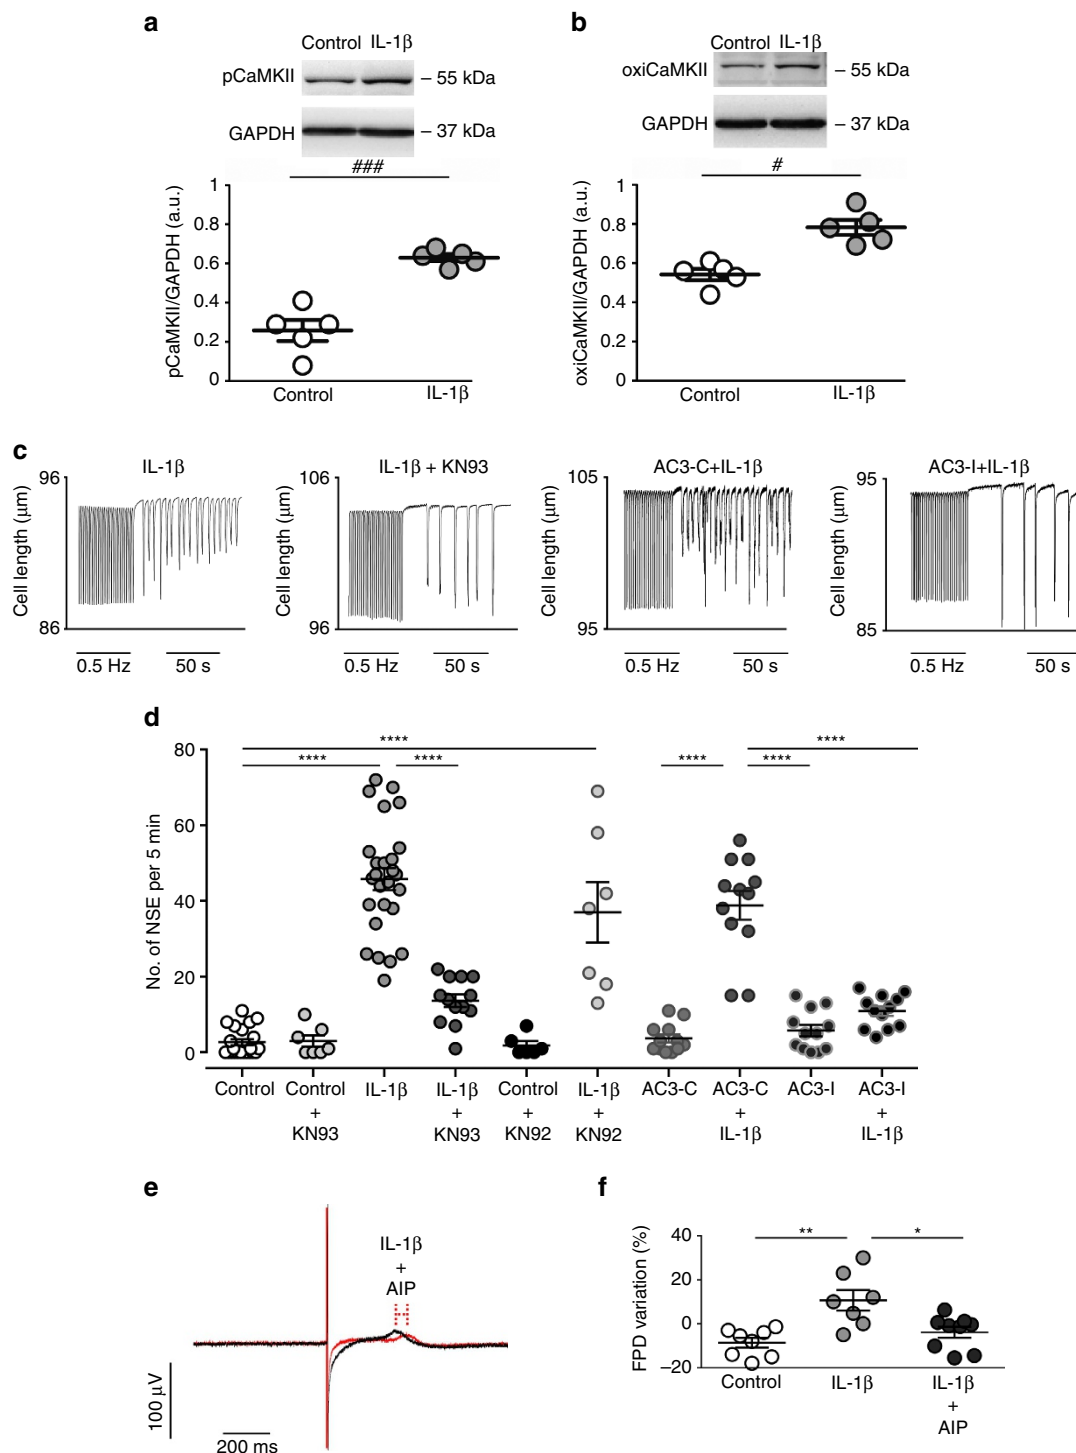 a
Control IL-1β
pCaMKII
– 55 kDa
GAPDH
– 37 kDa
###
pCaMKII/GAPDH (a.u.)
1
0.8
0.6
0.4
0.2
0
Control
IL-1β
b
Control IL-1β
oxiCaMKII
– 55 kDa
GAPDH
– 37 kDa
#
oxiCaMKII/GAPDH (a.u.)
1
0.8
0.6
0.4
0.2
0
Control
IL-1β
c
IL-1β
96
Cell length (μm)
86
0.5 Hz
50 s
IL-1β + KN93
106
Cell length (μm)
96
0.5 Hz
50 s
AC3-C+IL-1β
105
Cell length (μm)
95
0.5 Hz
50 s
AC3-I+IL-1β
95
Cell length (μm)
85
0.5 Hz
50 s
d
No. of NSE per 5 min
80
60
40
20
0
****
****
****
****
****
****
Control
Control
+
KN93
IL-1β
IL-1β
+
KN93
Control
+
KN92
IL-1β
+
KN92
AC3-C
AC3-C
+
IL-1β
AC3-I
AC3-I
+
IL-1β
e
IL-1β
+
AIP
100 μV
200 ms
f
FPD variation (%)
40
20
0
–20
**
*
Control
IL-1β
IL-1β
+
AIP